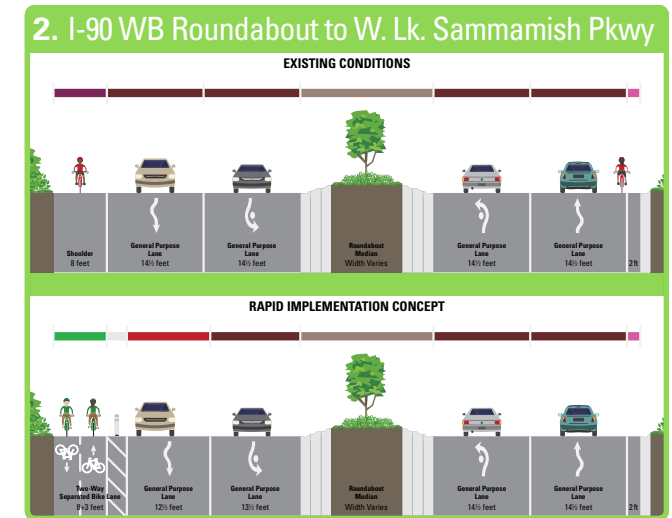 2. I-90 WB Roundabout to W. Lk. Sammamish Pkwy
EXISTING CONDITIONS
Shoulder
8 feet
General Purpose
Lane
14½ feet
General Purpose
Lane
14½ feet
Roundabout
Median
Width Varies
General Purpose
Lane
14½ feet
General Purpose
Lane
14½ feet
2 ft
RAPID IMPLEMENTATION CONCEPT
Two-Way
Separated Bike Lane
8+3 feet
General Purpose
Lane
12½ feet
General Purpose
Lane
13½ feet
Roundabout
Median
Width Varies
General Purpose
Lane
14½ feet
General Purpose
Lane
14½ feet
2 ft